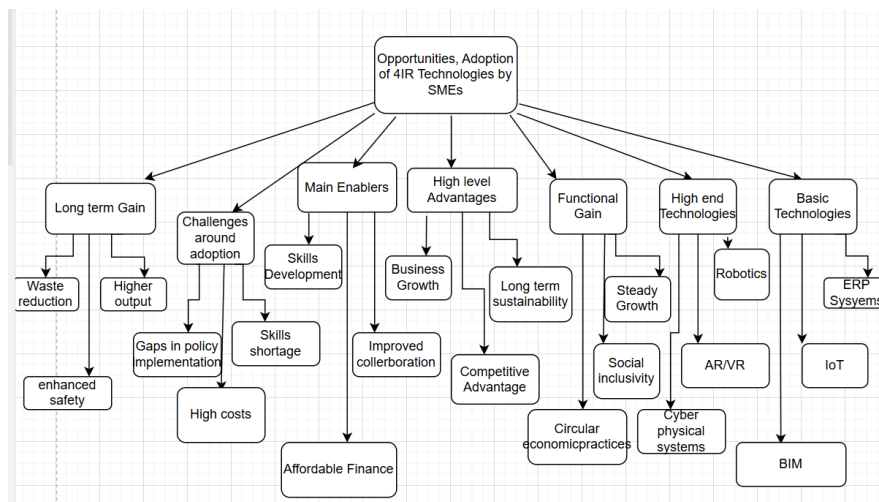 Opportunities, Adoption
of 4IR Technologies by
SMEs
Long term Gain
Challenges
around
adoption
Main Enablers
High level
Advantages
Functional
Gain
High end
Technologies
Basic
Technologies
Waste
reduction
Higher
output
enhanced
safety
Gaps in policy
implementation
High costs
Skills
shortage
Skills
Development
Affordable Finance
Improved
collerboration
Business
Growth
Competitive
Advantage
Long term
sustainability
Circular
economicpractices
Social
inclusivity
Steady
Growth
Cyber
physical
systems
AR/VR
Robotics
BIM
IoT
ERP
Sysyems